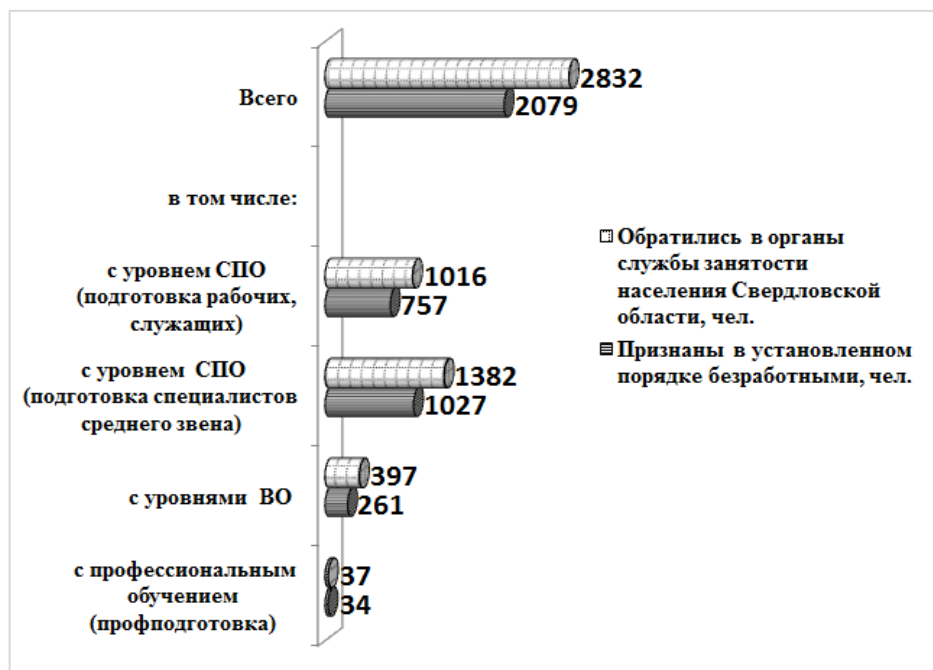 Всего
2832
2079
в том числе:
с уровнем СПО
(подготовка рабочих,
служащих)
1016
757
с уровнем СПО
(подготовка специалистов
среднего звена)
1382
1027
с уровнями ВО
397
261
с профессиональным
обучением
(профподготовка)
37
34
Обратились в органы
службы занятости
населения Свердловской
области, чел.
Признаны в установленном
порядке безработными, чел.